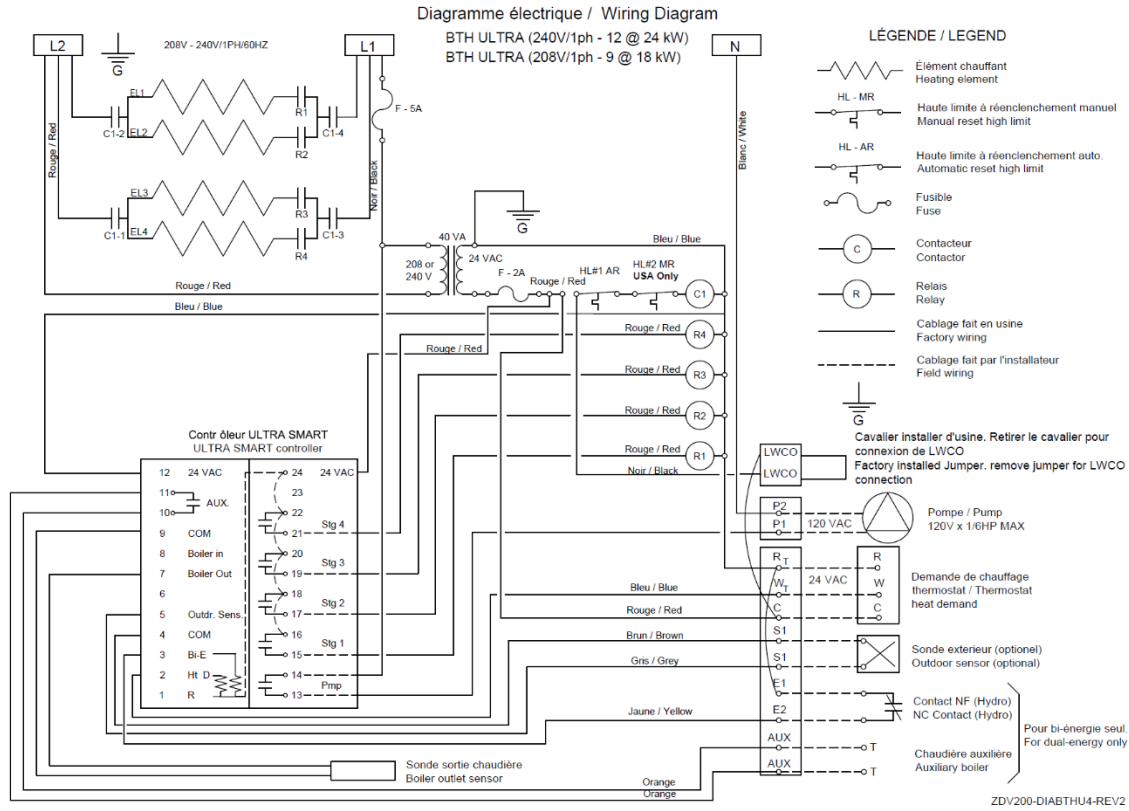 Diagramme électrique / Wiring Diagram
BTH ULTRA (240V/1ph - 12 @ 24 kW)
BTH ULTRA (208V/1ph - 9 @ 18 kW)
L2
G
208V - 240V/1PH/60HZ
L1
N
F - 5A
EL1
R1
C1-2
EL2
C1-4
R2
EL3
R3
C1-1
EL4
C1-3
R4
Rouge / Red
Noir / Black
Blanc / White
G
Bleu / Blue
40 VA
208 or
240 V
24 VAC
F - 2A
Rouge / Red
HL#1 AR
HL#2 MR
USA Only
C1
Rouge / Red
Bleu / Blue
Rouge / Red
Rouge / Red
R4
Rouge / Red
R3
Rouge / Red
R2
Rouge / Red
R1
Noir / Black
LÉGENDE / LEGEND
Élément chauffant
Heating element
HL - MR
Haute limite à réenclenchement manuel
Manual reset high limit
HL - AR
Haute limite à réenclenchement auto.
Automatic reset high limit
Fusible
Fuse
C
Contacteur
Contactor
R
Relais
Relay
Cablage fait en usine
Factory wiring
Cablage fait par l'installateur
Field wiring
G
Contr ôleur ULTRA SMART
ULTRA SMART controller
12 24 VAC
24 24 VAC
11
23
AUX.
10
22
9 COM
21
Stg 4
8 Boiler in
20
7 Boiler Out
19
Stg 3
6
18
5 Outdr. Sens.
17
Stg 2
4 COM
16
3 Bi-E
15
Stg 1
2 Ht D
14
1 R
13
Pmp
LWCO
LWCO
Cavalier installer d'usine. Retirer le cavalier pour
connexion de LWCO
Factory installed Jumper. remove jumper for LWCO
connection
P2
P1
120 VAC
Pompe / Pump
120V x 1/6HP MAX
RT
R
WT
24 VAC
W
C
C
Demande de chauffage
thermostat / Thermostat
heat demand
Bleu / Blue
Rouge / Red
Brun / Brown
S1
Gris / Grey
S1
Sonde exterieur (optionel)
Outdoor sensor (optional)
E1
Jaune / Yellow
E2
Contact NF (Hydro)
NC Contact (Hydro)
AUX
T
AUX
T
Chaudière auxilière
Auxiliary boiler
Pour bi-énergie seul.
For dual-energy only
Sonde sortie chaudière
Boiler outlet sensor
Orange
Orange
ZDV200-DIABTHU4-REV2